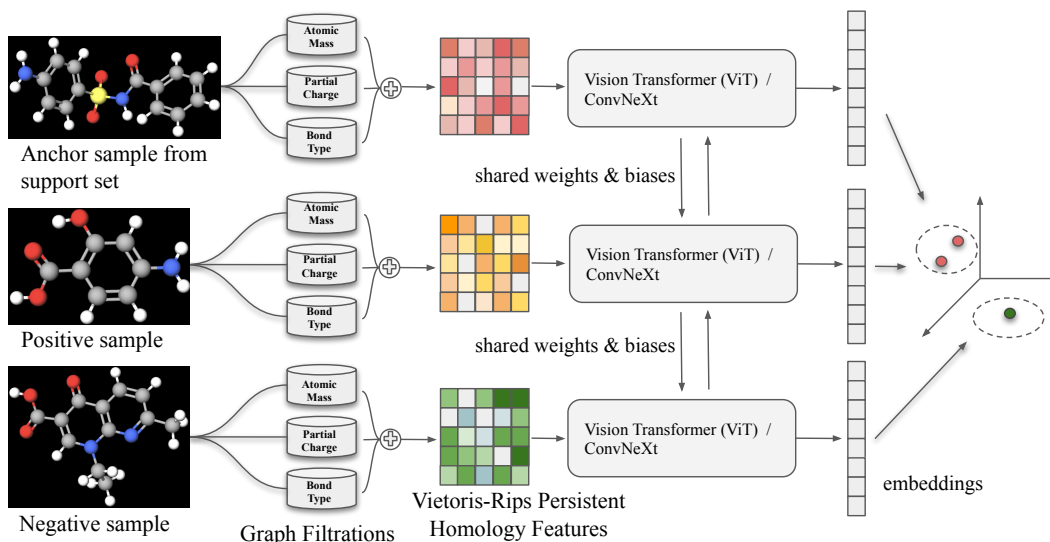 Atomic
Mass
Partial
Charge
Bond
Type
Vision Transformer (ViT) /
ConvNeXt
Anchor sample from
support set
shared weights & biases
Atomic
Mass
Partial
Charge
Bond
Type
Vision Transformer (ViT) /
ConvNeXt
Positive sample
shared weights & biases
Atomic
Mass
Partial
Charge
Bond
Type
Vision Transformer (ViT) /
ConvNeXt
Negative sample
Graph Filtrations
Vietoris-Rips Persistent
Homology Features
embeddings